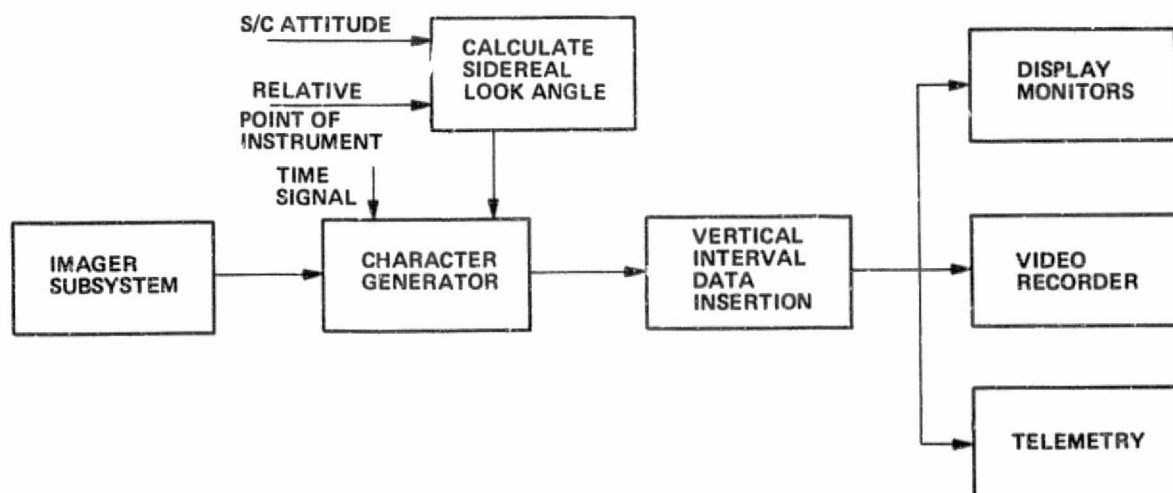 S/C ATTITUDE
RELATIVE
POINT OF
INSTRUMENT
TIME
SIGNAL
CALCULATE
SIDEREAL
LOOK ANGLE
IMAGER
SUBSYSTEM
CHARACTER
GENERATOR
VERTICAL
INTERVAL
DATA
INSERTION
DISPLAY
MONITORS
VIDEO
RECORDER
TELEMETRY